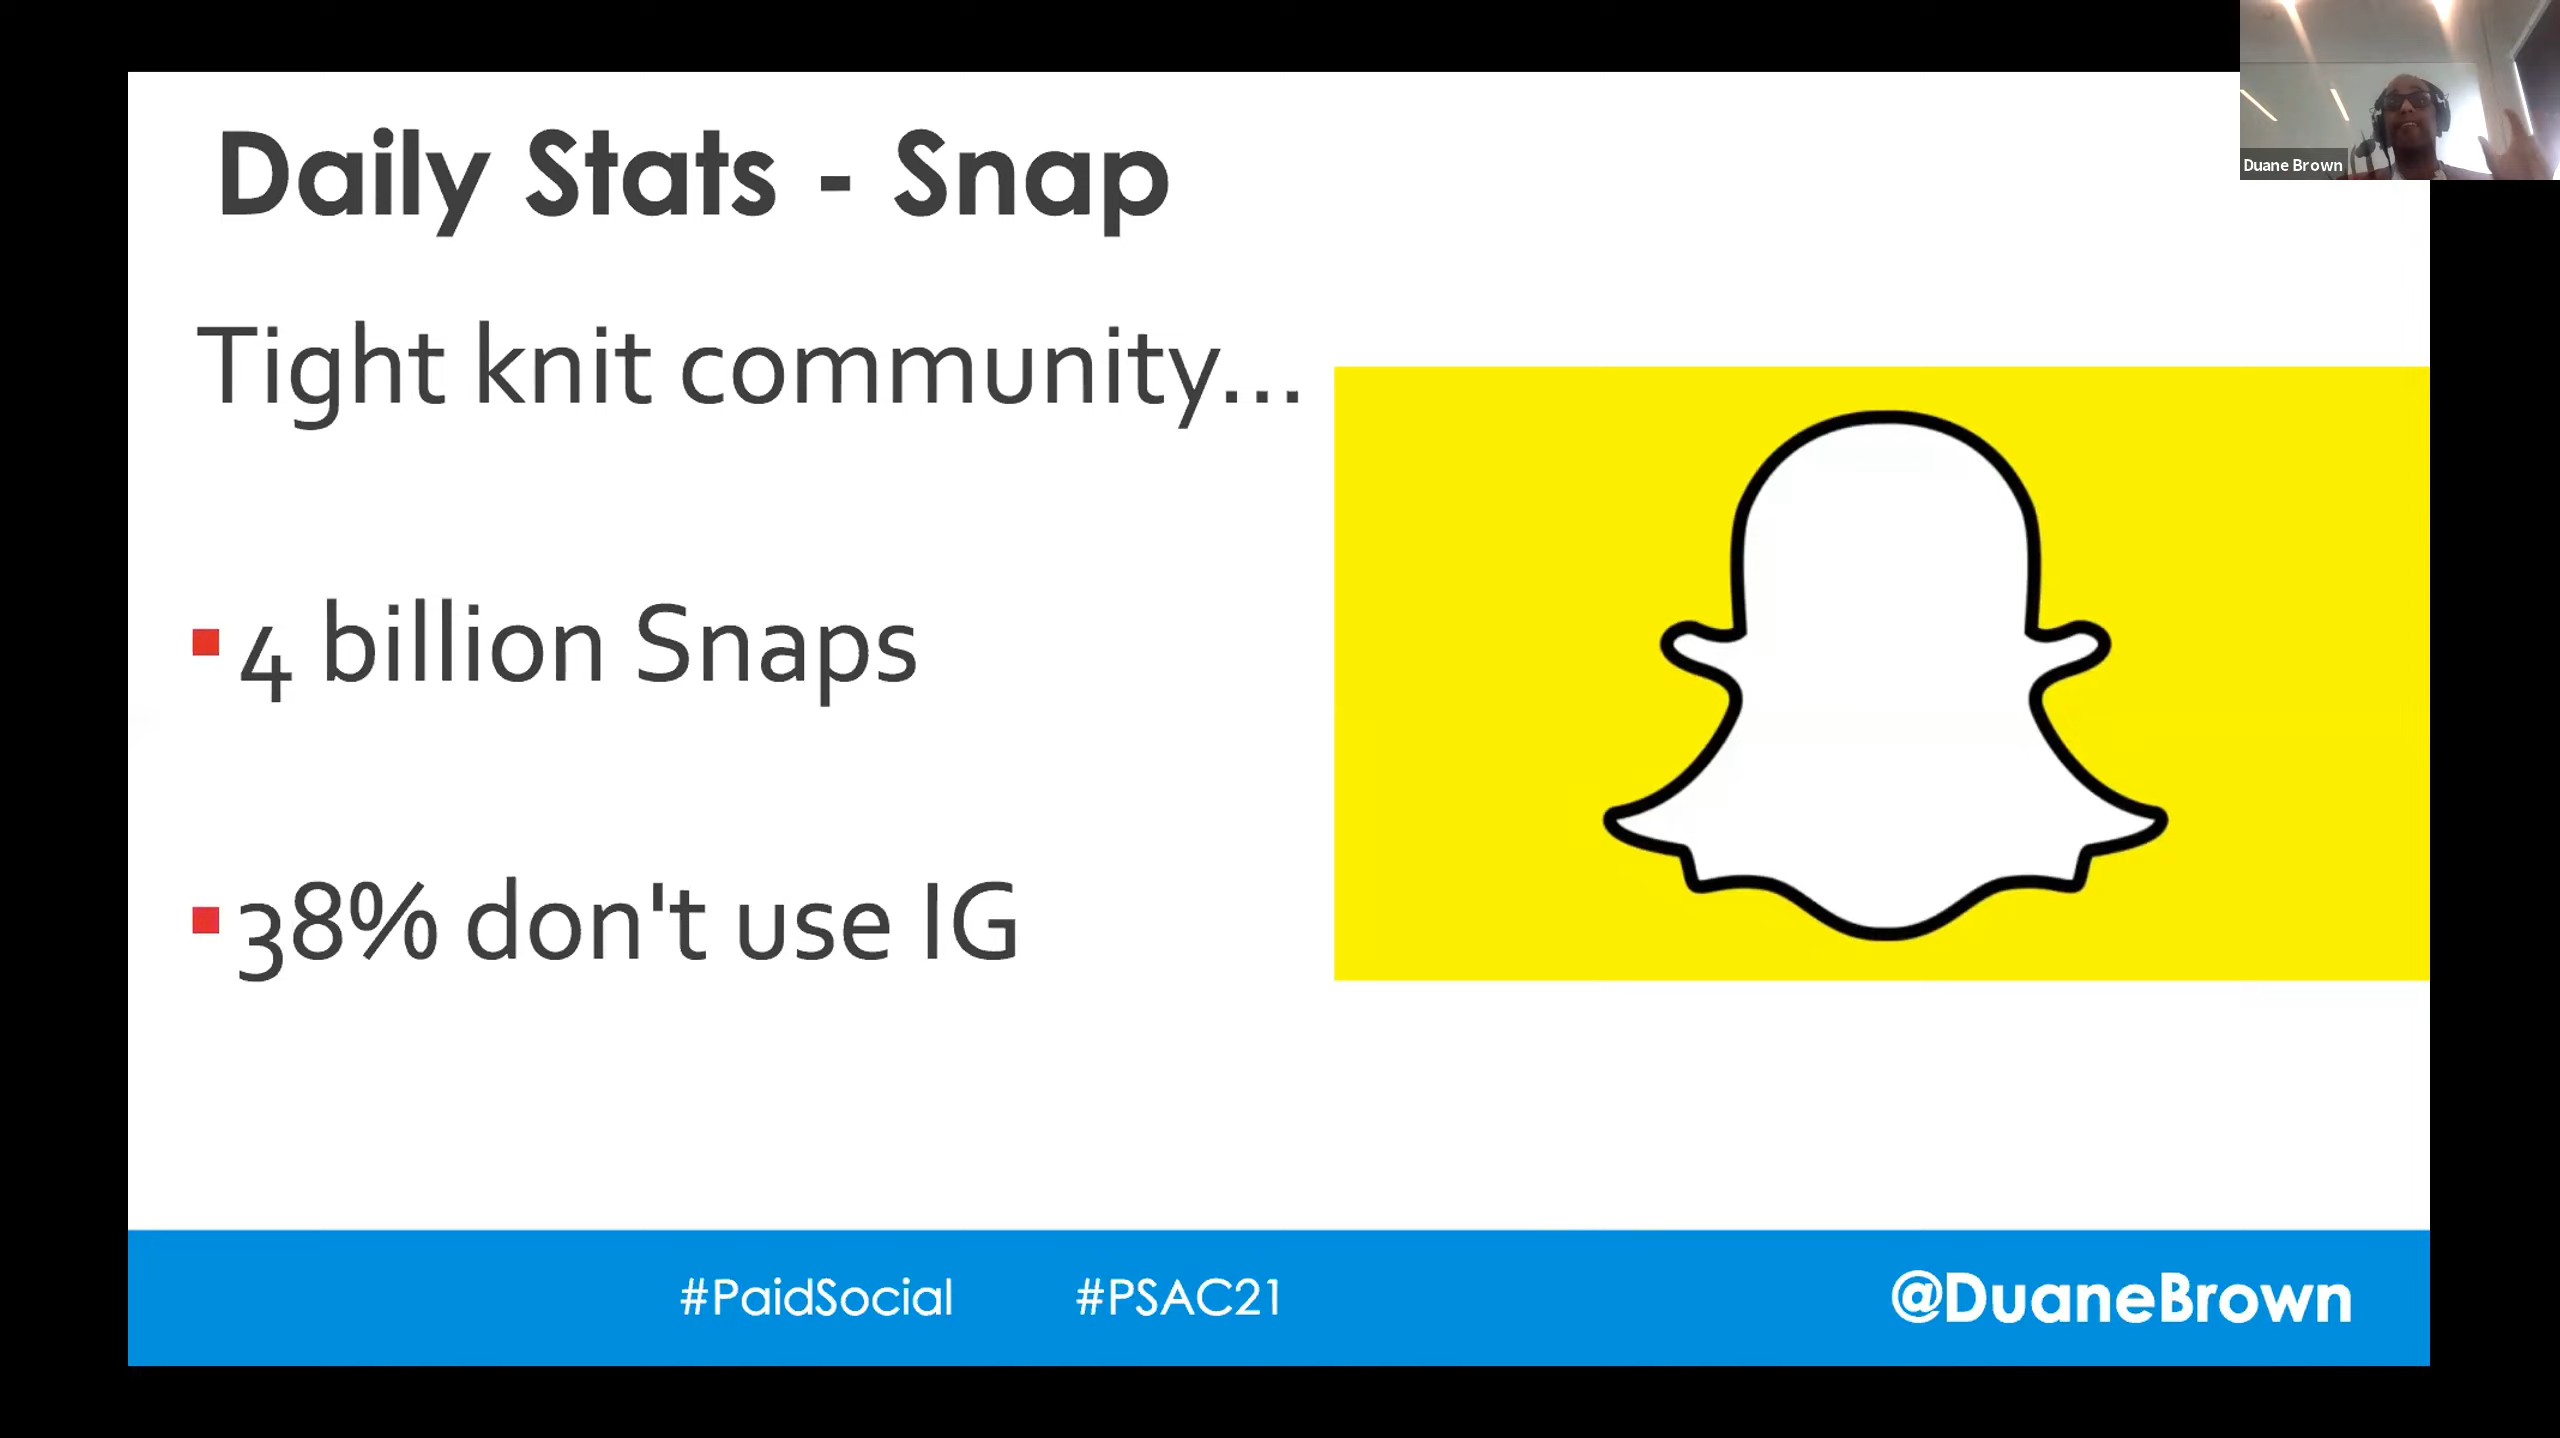 Daily Stats - Snap
Duane Brown
Tight knit community...
4 billion Snaps
38% don't use IG
#PaidSocial #PSAC21 @DuaneBrown